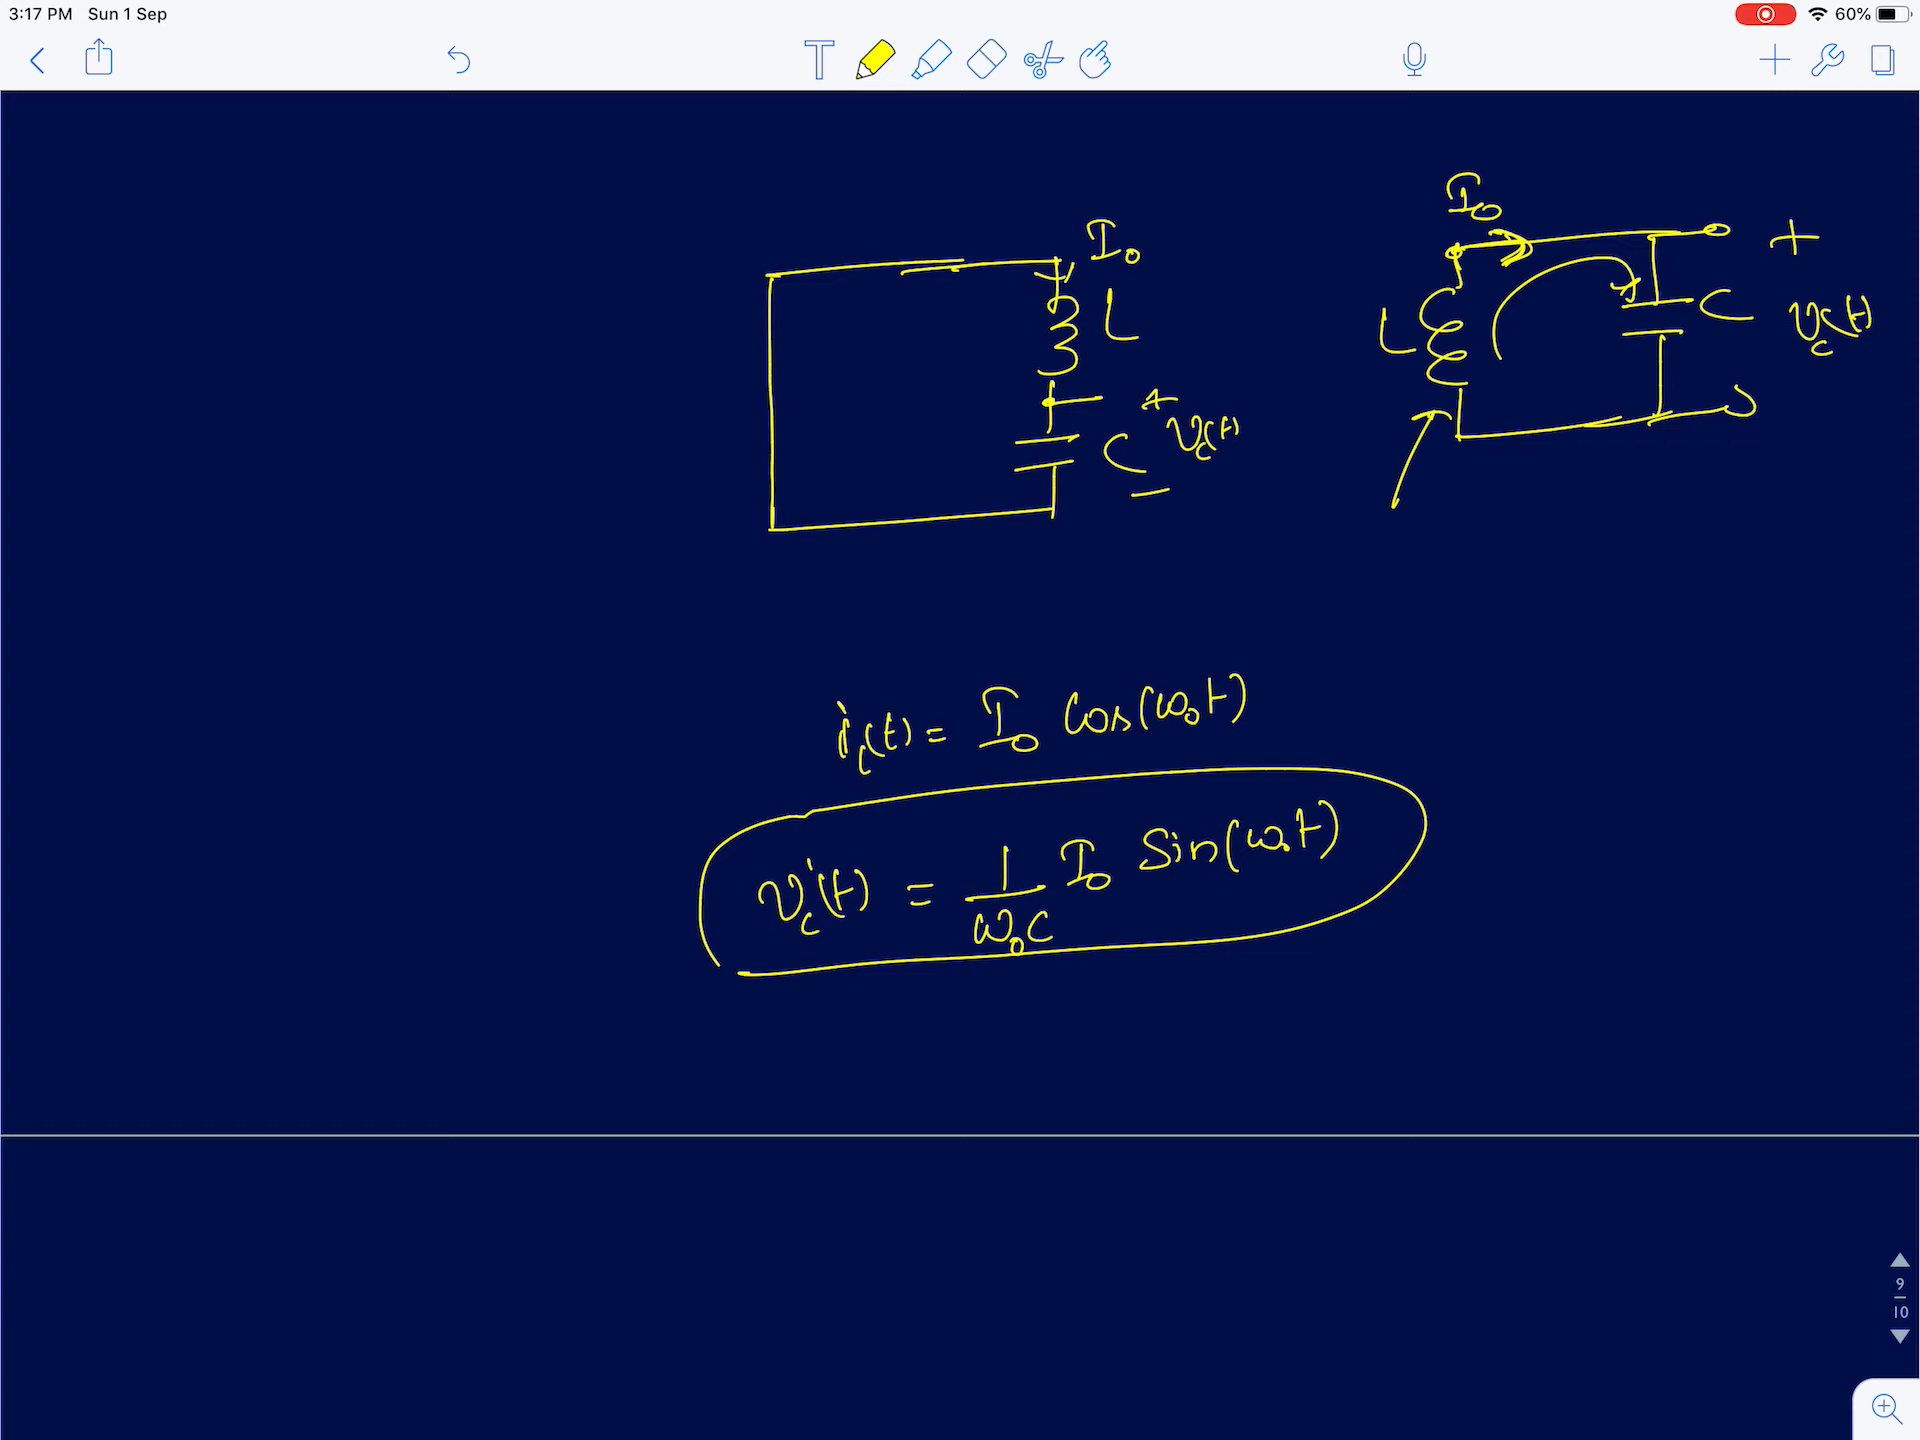 3:17 PM Sun 1 Sep
60%
T
I₀
L
+
C v_c(t)
−
I₀
+
L
C v_c(t)
i_c(t) = I₀ Cos(ω₀t)
v_c(t) = 1/(ω₀C) I₀ Sin(ω₀t)
9
10